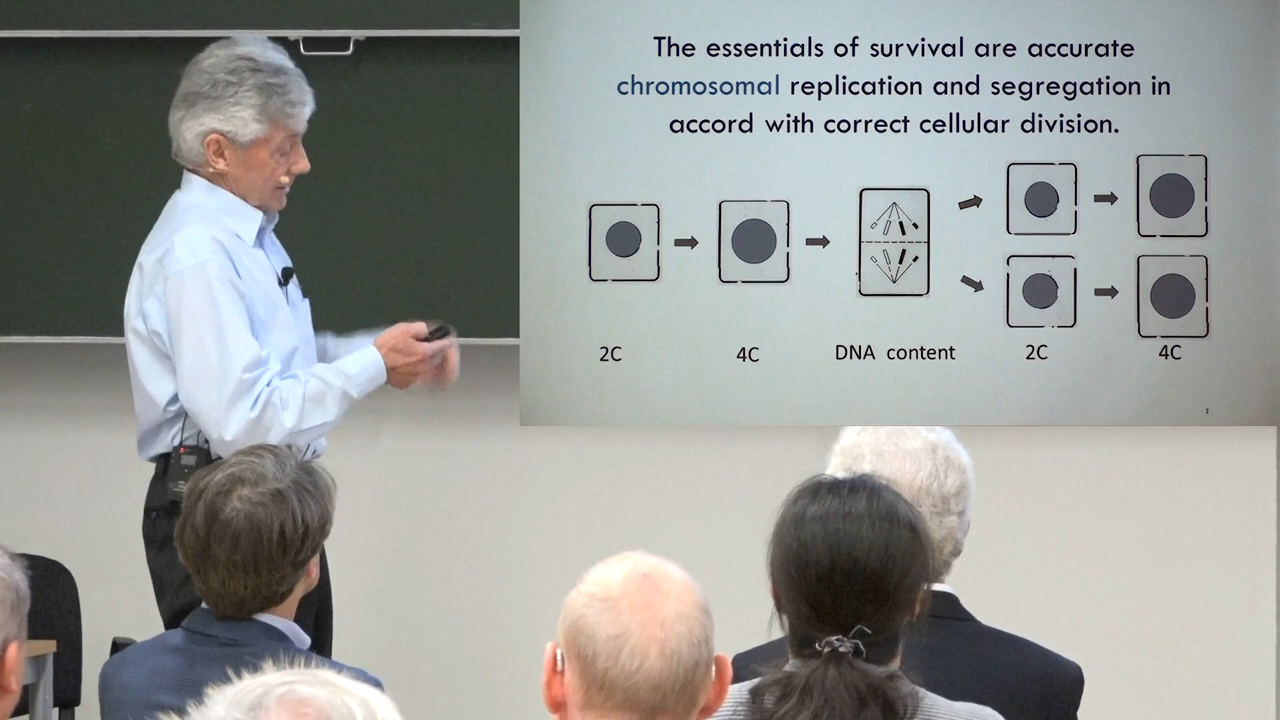 The essentials of survival are accurate
chromosomal replication and segregation in
accord with correct cellular division.
2C 4C DNA content 2C 4C